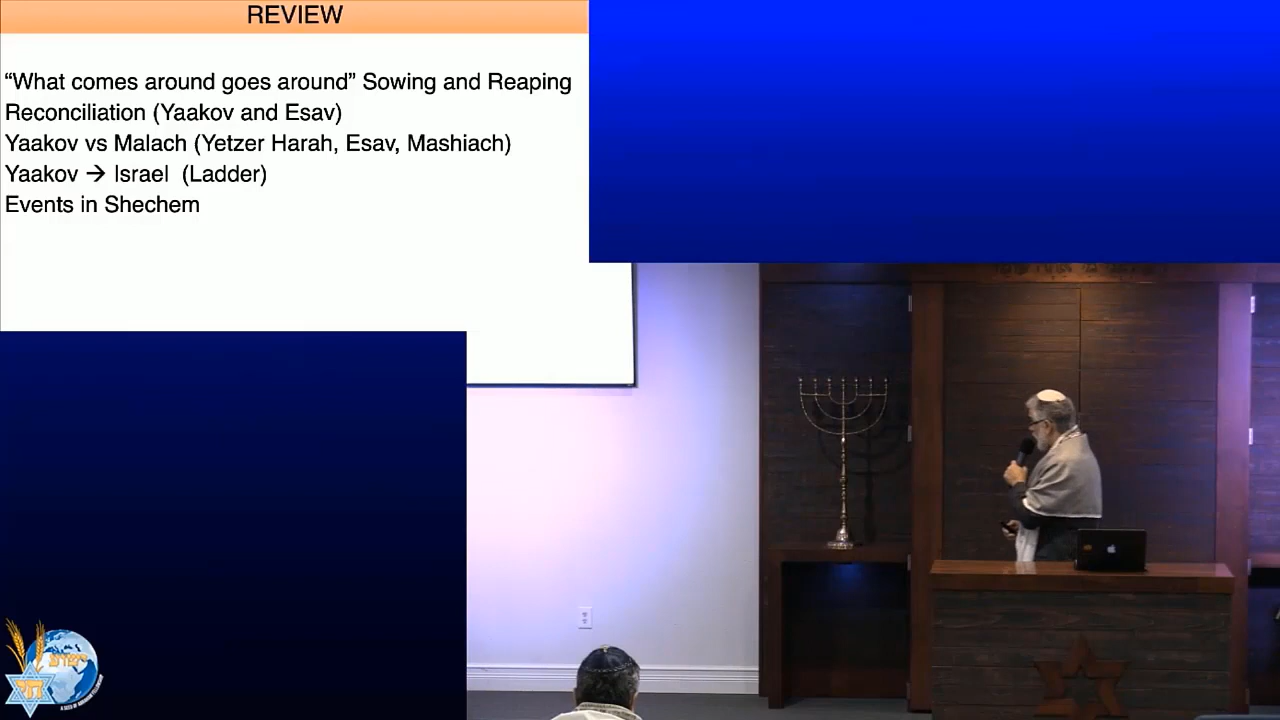 REVIEW
“What comes around goes around” Sowing and Reaping
Reconciliation (Yaakov and Esav)
Yaakov vs Malach (Yetzer Harah, Esav, Mashiach)
Yaakov → Israel (Ladder)
Events in Shechem